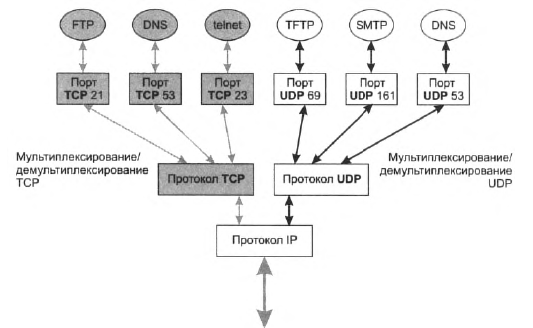 FTP DNS telnet TFTP SMTP DNS
Порт TCP 21
Порт TCP 53
Порт TCP 23
Порт UDP 69
Порт UDP 161
Порт UDP 53
Мультиплексирование/
демультиплексирование
TCP
Протокол TCP
Протокол UDP
Мультиплексирование/
демультиплексирование
UDP
Протокол IP